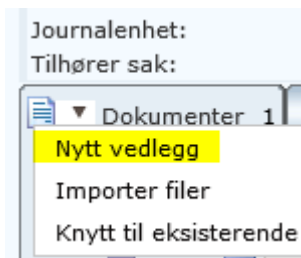 Journalenhet:
Tilhører sak:
Dokumenter 1
Nytt vedlegg
Importer filer
Knytt til eksisterende